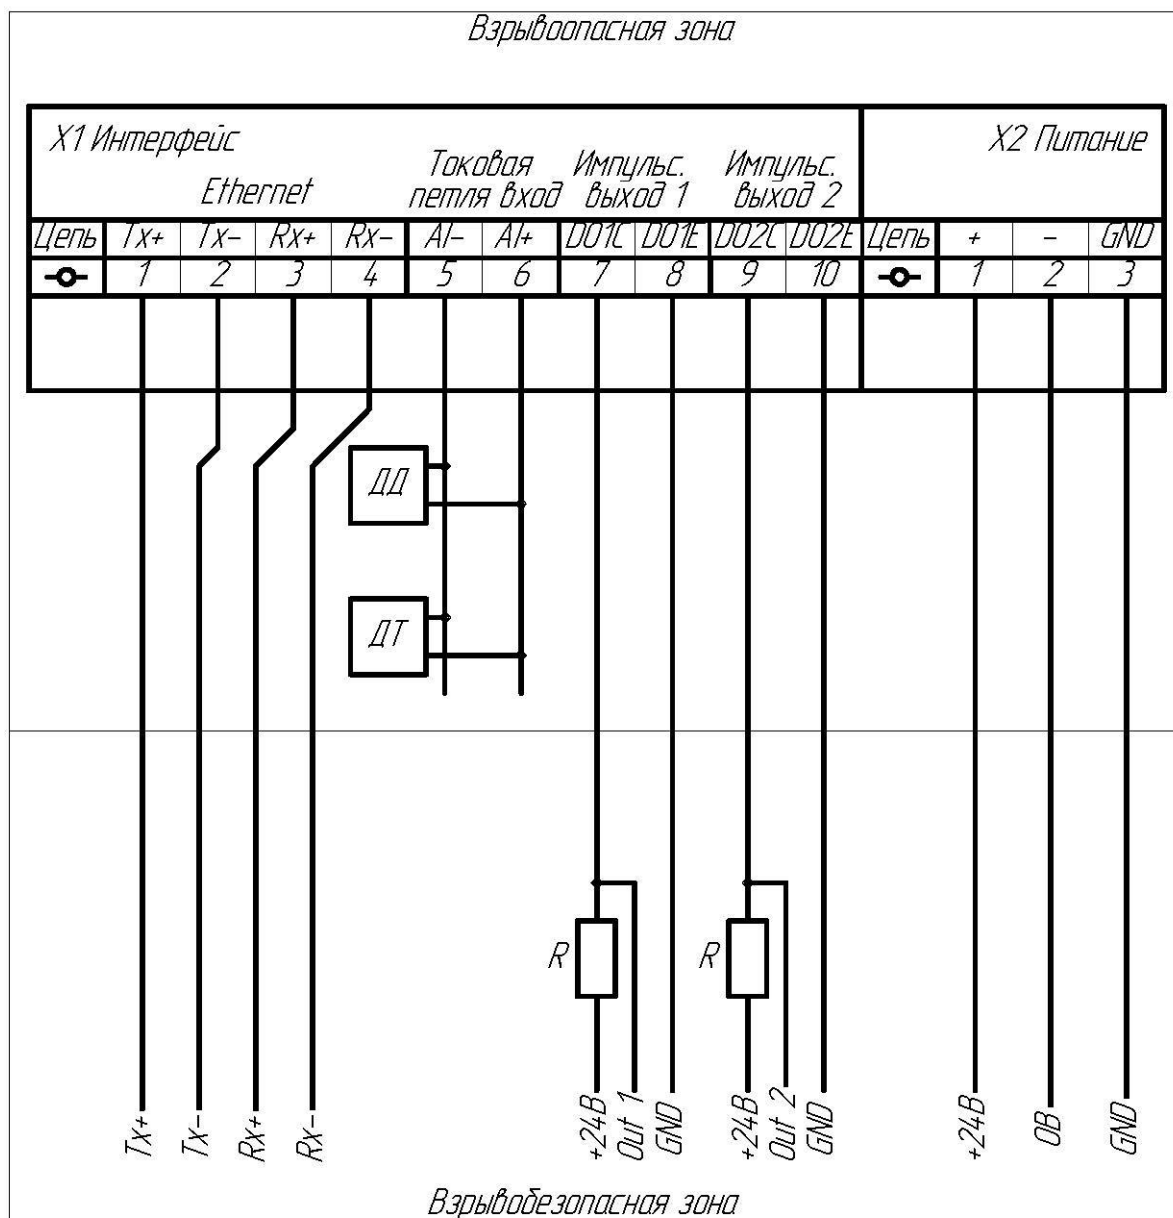 Взрывоопасная зона
X1 Интерфейс
X2 Питание
Ethernet
Токовая петля вход
Импульс. выход 1
Импульс. выход 2
Цепь Tx+ Tx- Rx+ Rx- AI- AI+ DO1C DO1E DO2C DO2E Цепь + - GND
1 2 3 4 5 6 7 8 9 10 1 2 3
ДД
ДТ
R R
Tx+ Tx- Rx+ Rx- +24В Out 1 GND +24В Out 2 GND +24В 0В GND
Взрывобезопасная зона